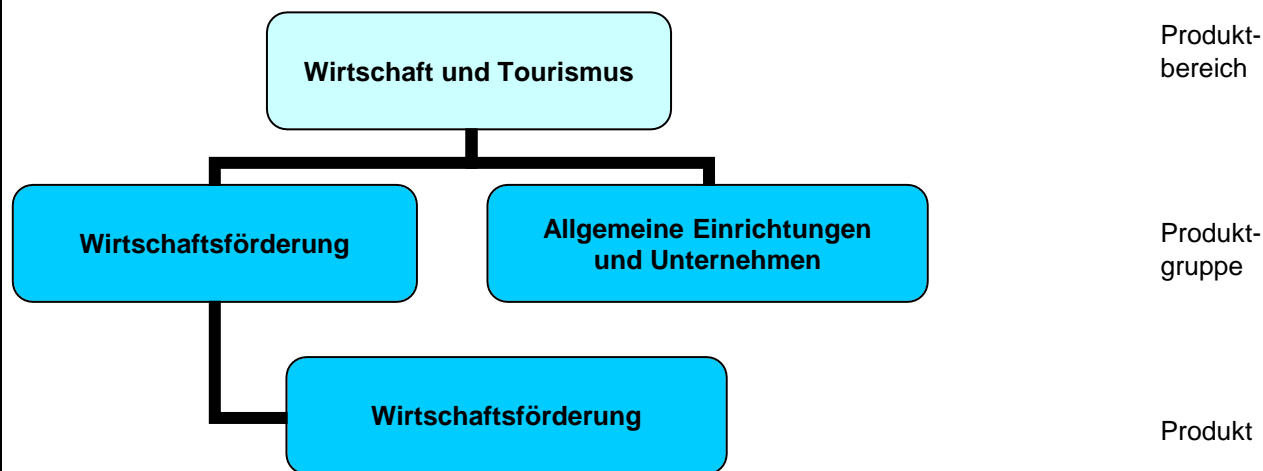 Wirtschaft und Tourismus
Produkt-
bereich
Wirtschaftsförderung
Allgemeine Einrichtungen
und Unternehmen
Produkt-
gruppe
Wirtschaftsförderung
Produkt